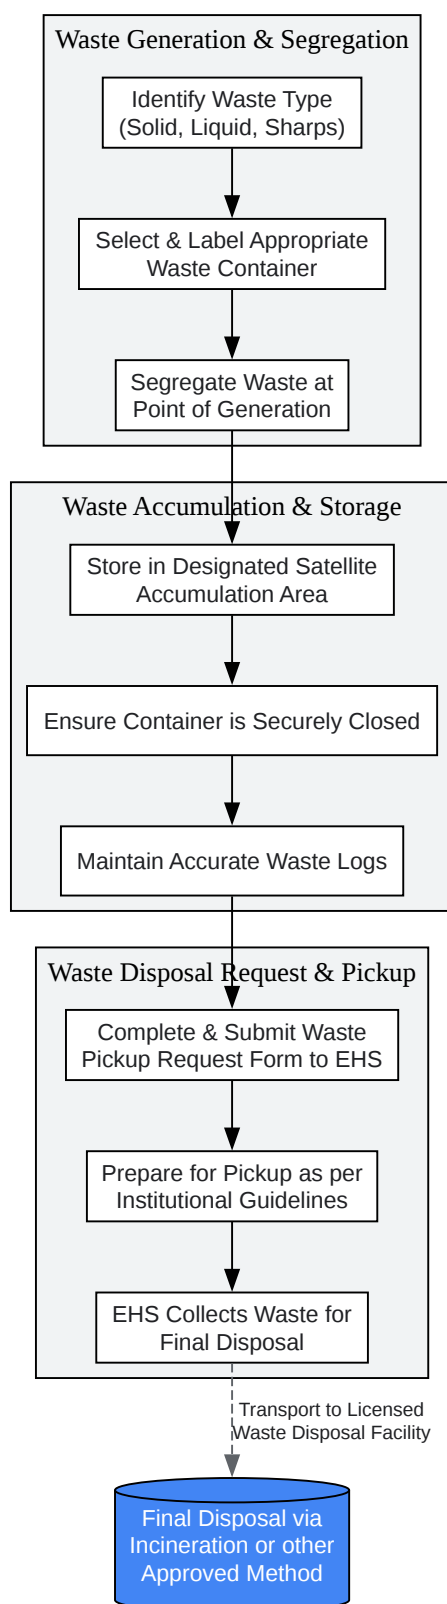 Waste Generation & Segregation
Identify Waste Type
(Solid, Liquid, Sharps)
Select & Label Appropriate
Waste Container
Segregate Waste at
Point of Generation
Waste Accumulation & Storage
Store in Designated Satellite
Accumulation Area
Ensure Container is Securely Closed
Maintain Accurate Waste Logs
Waste Disposal Request & Pickup
Complete & Submit Waste
Pickup Request Form to EHS
Prepare for Pickup as per
Institutional Guidelines
EHS Collects Waste for
Final Disposal
Transport to Licensed
Waste Disposal Facility
Final Disposal via
Incineration or other
Approved Method